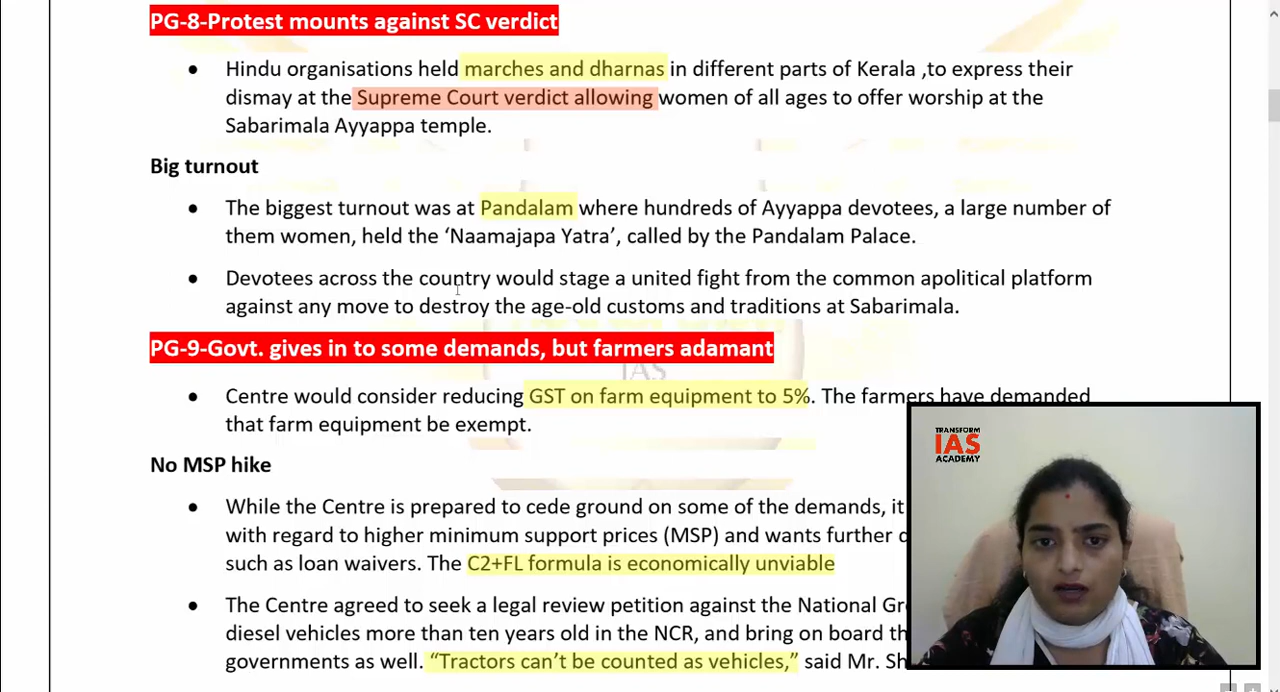 PG-8-Protest mounts against SC verdict
• Hindu organisations held marches and dharnas in different parts of Kerala ,to express their
dismay at the Supreme Court verdict allowing women of all ages to offer worship at the
Sabarimala Ayyappa temple.
Big turnout
• The biggest turnout was at Pandalam where hundreds of Ayyappa devotees, a large number of
them women, held the ‘Naamajapa Yatra’, called by the Pandalam Palace.
• Devotees across the country would stage a united fight from the common apolitical platform
against any move to destroy the age-old customs and traditions at Sabarimala.
PG-9-Govt. gives in to some demands, but farmers adamant
IAS
• Centre would consider reducing GST on farm equipment to 5%. The farmers have demanded
that farm equipment be exempt.
TRANSFORM
IAS
ACADEMY
No MSP hike
• While the Centre is prepared to cede ground on some of the demands, it
with regard to higher minimum support prices (MSP) and wants further
such as loan waivers. The C2+FL formula is economically unviable
• The Centre agreed to seek a legal review petition against the National
diesel vehicles more than ten years old in the NCR, and bring on board
governments as well. “Tractors can’t be counted as vehicles,” said Mr.